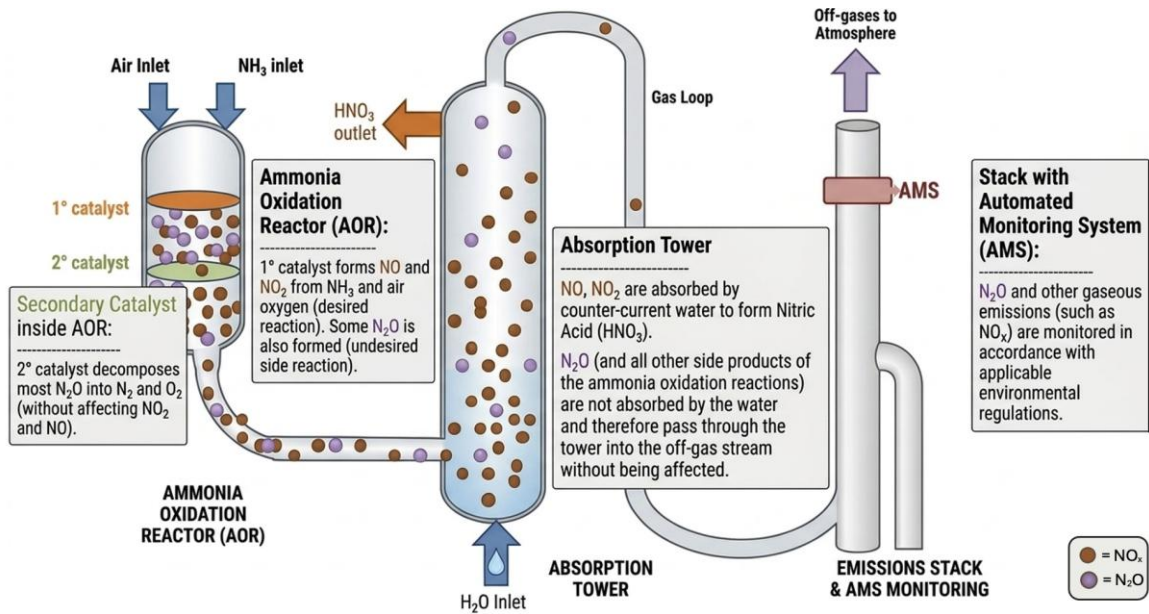 Air Inlet
NH₃ inlet
1° catalyst
2° catalyst
Secondary Catalyst
inside AOR:
--------------------
2° catalyst decomposes
most N₂O into N₂ and O₂
(without affecting NO₂
and NO).
Ammonia
Oxidation
Reactor (AOR):
---------------------
1° catalyst forms NO and
NO₂ from NH₃ and air
oxygen (desired
reaction). Some N₂O is
also formed (undesired
side reaction).
AMMONIA
OXIDATION
REACTOR (AOR)
HNO₃
outlet
H₂O Inlet
ABSORPTION
TOWER
Gas Loop
Absorption Tower
------------------------
NO, NO₂ are absorbed by
counter-current water to form Nitric
Acid (HNO₃).
N₂O (and all other side products of
the ammonia oxidation reactions)
are not absorbed by the water
and therefore pass through the
tower into the off-gas stream
without being affected.
Off-gases to
Atmosphere
AMS
EMISSIONS STACK
& AMS MONITORING
Stack with
Automated
Monitoring System
(AMS):
---------------------
N₂O and other gaseous
emissions (such as
NOₓ) are monitored in
accordance with
applicable
environmental
regulations.
= NOₓ
= N₂O